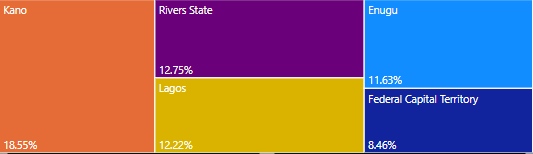 Kano
18.55%
Rivers State
12.75%
Lagos
12.22%
Enugu
11.63%
Federal Capital Territory
8.46%